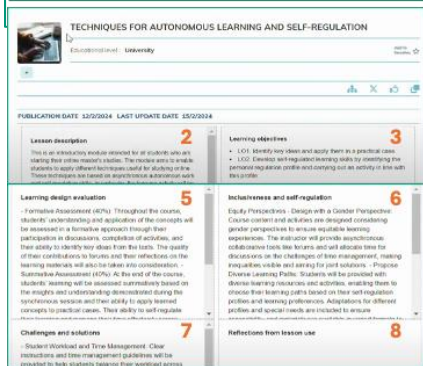 TECHNIQUES FOR AUTONOMOUS LEARNING AND SELF-REGULATION
Educational level : University
PUBLICATION DATE 12/2/2024 LAST UPDATE DATE 15/2/2024
Lesson description
2
This is an introductory module intended for all students who are
starting their online master's studies. The module aims to enable
students to apply different techniques useful for studying online.
These techniques are based on asynchronous autonomous work
Learning objectives
3
• LO1. Identify key ideas and apply them in a practical case.
• LO2. Develop self-regulated learning skills by identifying the
personal regulation profile and carrying out an activity in line with
this profile
Learning design evaluation
5
- Formative Assessment (40%): Throughout the course,
students' understanding and application of the concepts will
be assessed in a formative approach through their
participation in discussions, completion of activities, and
their ability to identify key ideas from the texts. The quality
of their contributions to forums and their reflections on the
learning materials will also be taken into consideration. -
Summative Assessment (40%): At the end of the course,
students' learning will be assessed summatively based on
the insights and understanding demonstrated during the
synchronous session and their ability to apply learned
concepts to practical cases. Their ability to self-regulate
Inclusiveness and self-regulation
6
Equity Perspectives - Design with a Gender Perspective:
Course content and activities are designed considering
gender perspectives to ensure equitable learning
experiences. The instructor will provide asynchronous
collaborative tools like forums and will allocate time for
discussions on the challenges of time management, making
inequalities visible and aiming for joint solutions. - Propose
Diverse Learning Paths: Students will be provided with
diverse learning resources and activities, enabling them to
choose their learning paths based on their self-regulation
profiles and learning preferences. Adaptations for different
profiles and special needs are included to ensure
Challenges and solutions
7
- Student Workload and Time Management: Clear
instructions and time management guidelines will be
provided to help students balance their workload across
Reflections from lesson use
8